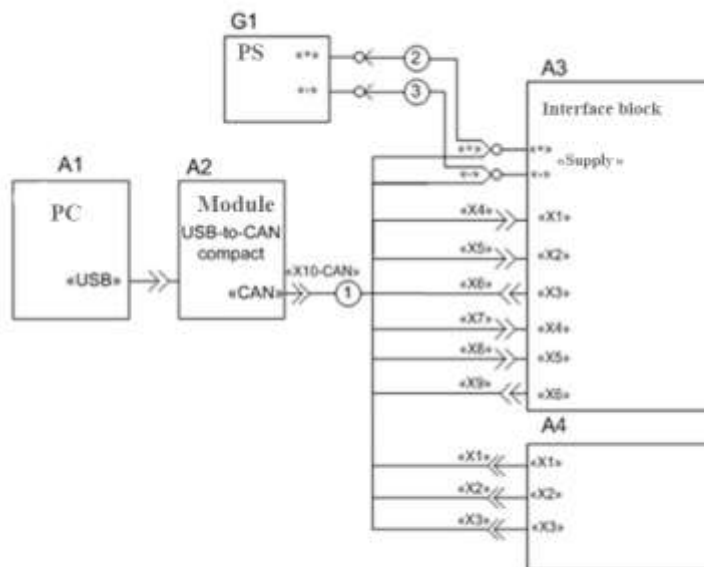 G1
PS
«+»
«-»
2
3
A3
Interface block
«+»
«+»
«Supply»
«-»
«-»
A1
PC
«USB»
A2
Module
USB-to-CAN
compact
«CAN»
«X10-CAN»
1
«X4»
«X1»
«X5»
«X2»
«X6»
«X3»
«X7»
«X4»
«X8»
«X5»
«X9»
«X6»
A4
«X1»
«X1»
«X2»
«X2»
«X3»
«X3»